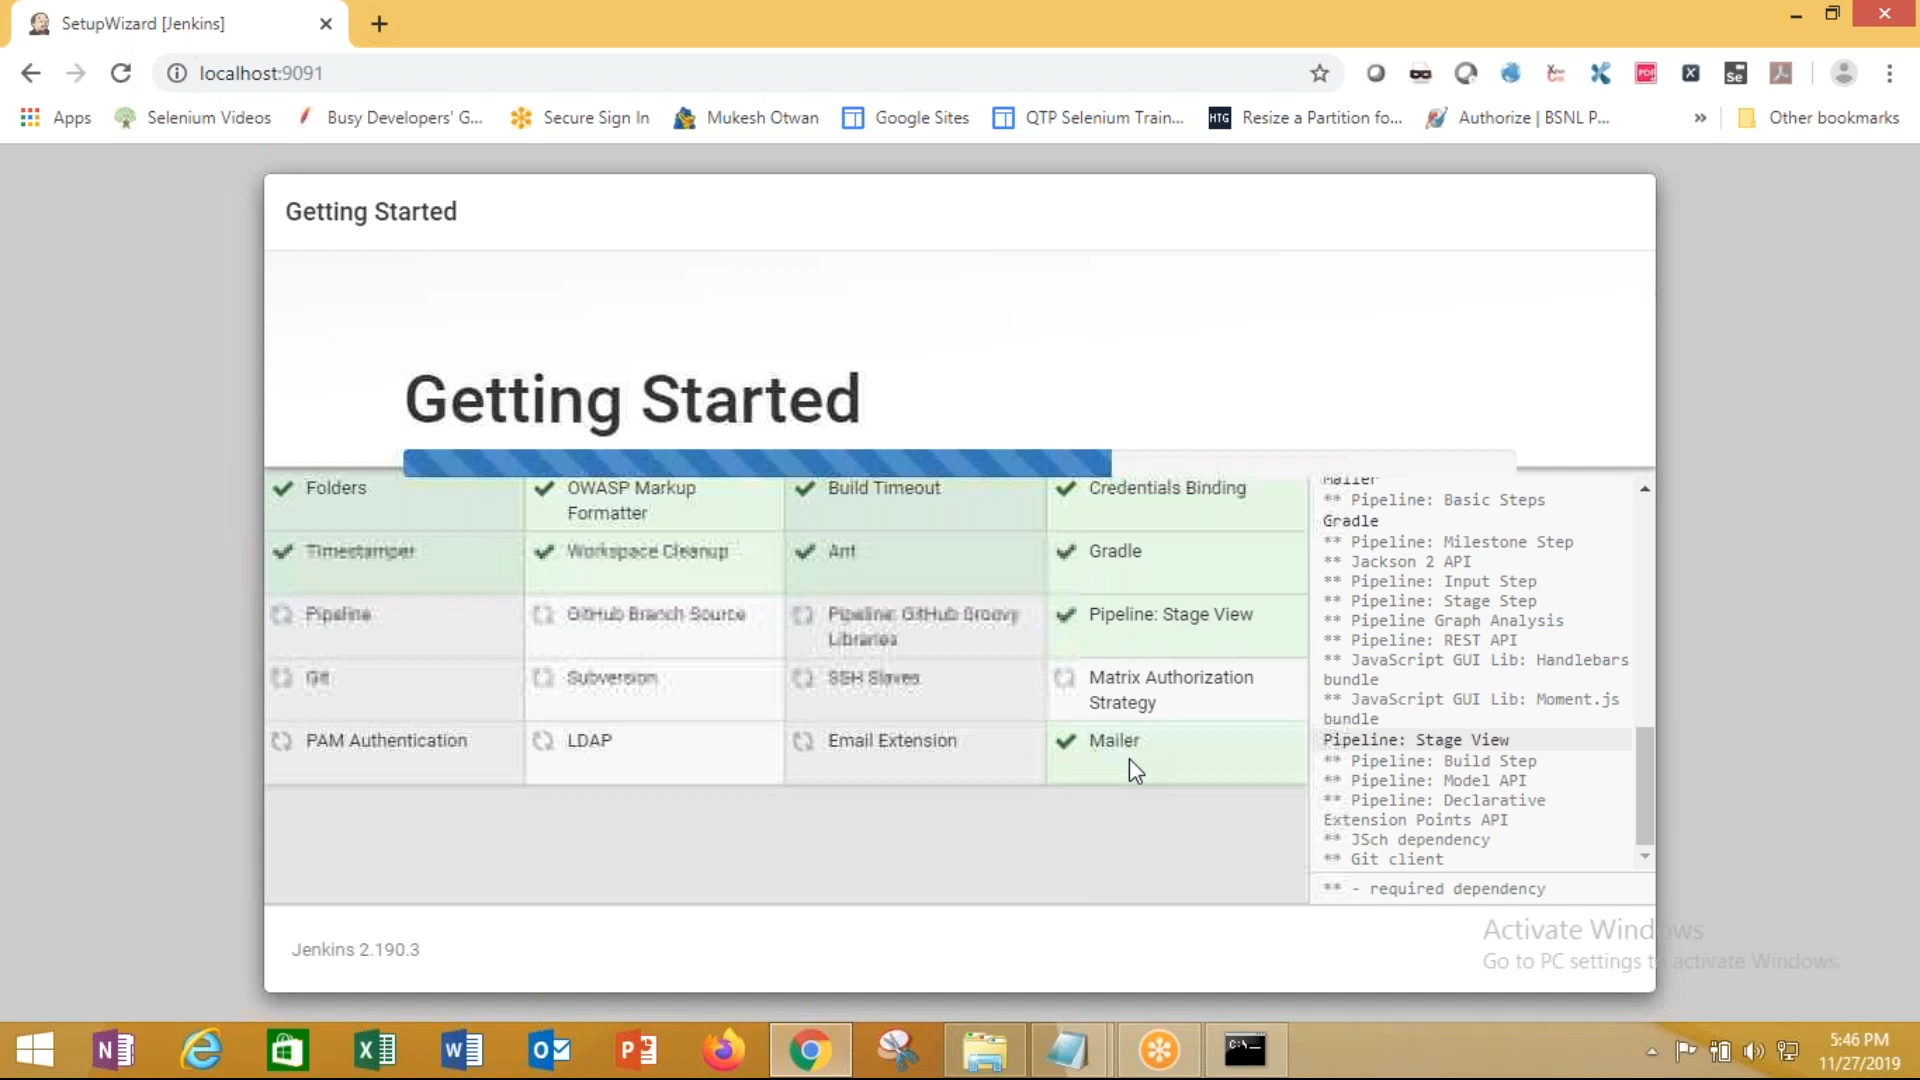 SetupWizard [Jenkins]
localhost:9091
Apps
Selenium Videos
Busy Developers' G...
Secure Sign In
Mukesh Otwan
Google Sites
QTP Selenium Train...
HTG
Resize a Partition fo...
Authorize | BSNL P...
»
Other bookmarks
Getting Started
Getting Started
Folders
OWASP Markup
Formatter
Build Timeout
Credentials Binding
Timestamper
Workspace Cleanup
Ant
Gradle
Pipeline
GitHub Branch Source
Pipeline: GitHub Groovy
Libraries
Pipeline: Stage View
Git
Subversion
SSH Slaves
Matrix Authorization
Strategy
PAM Authentication
LDAP
Email Extension
Mailer
Mailer
** Pipeline: Basic Steps
Gradle
** Pipeline: Milestone Step
** Jackson 2 API
** Pipeline: Input Step
** Pipeline: Stage Step
** Pipeline Graph Analysis
** Pipeline: REST API
** JavaScript GUI Lib: Handlebars
bundle
** JavaScript GUI Lib: Moment.js
bundle
Pipeline: Stage View
** Pipeline: Build Step
** Pipeline: Model API
** Pipeline: Declarative
Extension Points API
** JSch dependency
** Git client
** - required dependency
Jenkins 2.190.3
Activate Windows
Go to PC settings to activate Windows.
5:46 PM
11/27/2019